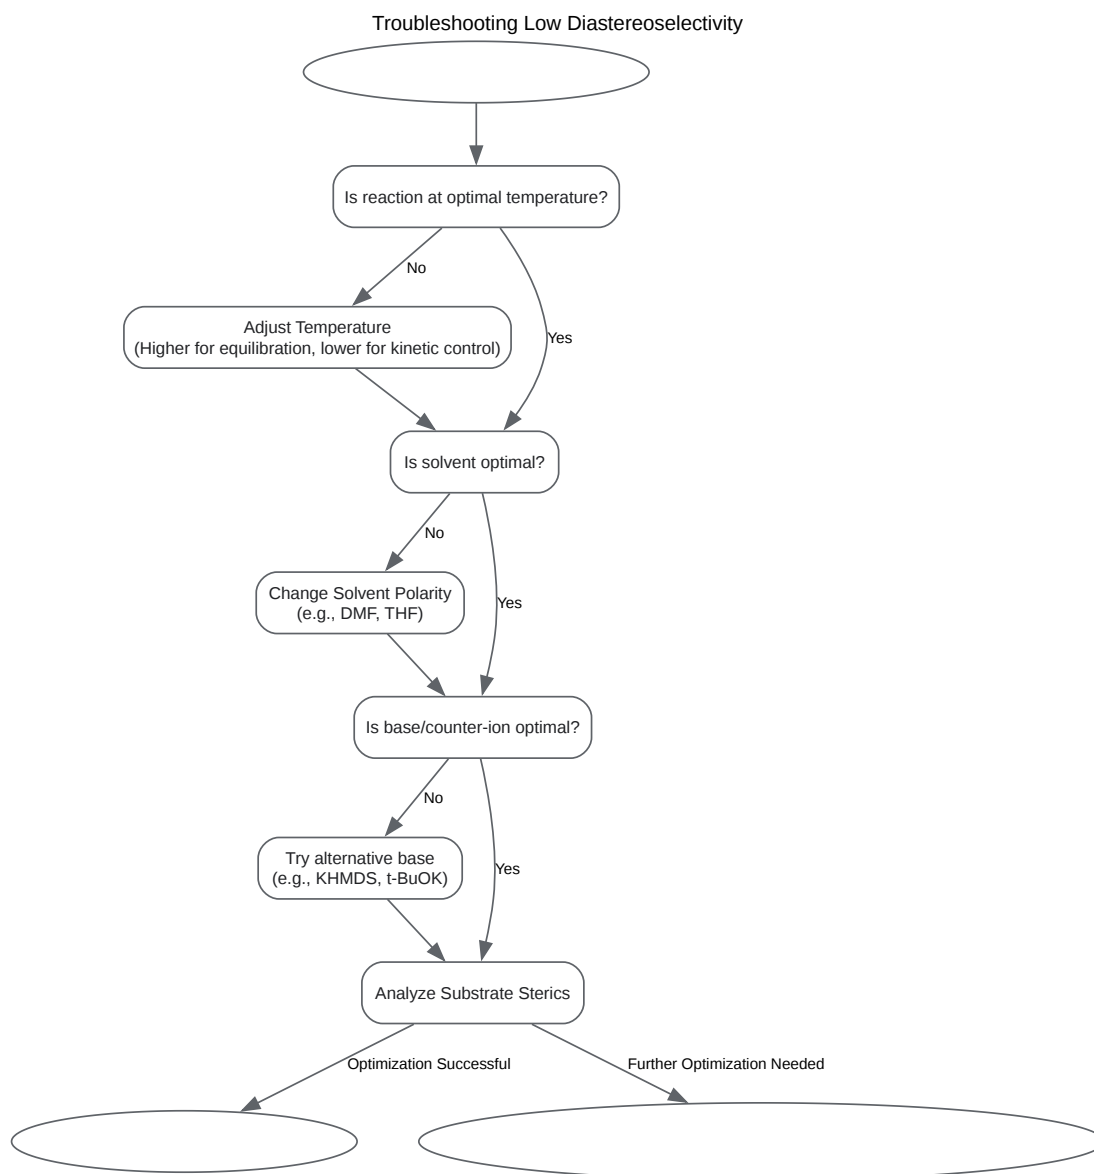 Troubleshooting Low Diastereoselectivity
Is reaction at optimal temperature?
No
Adjust Temperature
(Higher for equilibration, lower for kinetic control)
Yes
Is solvent optimal?
No
Change Solvent Polarity
(e.g., DMF, THF)
Yes
Is base/counter-ion optimal?
No
Try alternative base
(e.g., KHMDS, t-BuOK)
Yes
Analyze Substrate Sterics
Optimization Successful
Further Optimization Needed